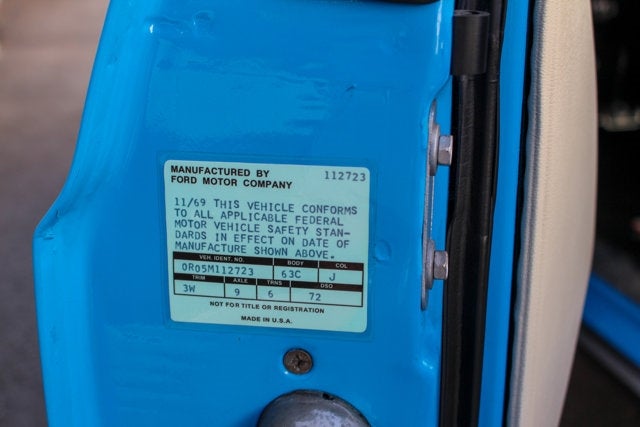 MANUFACTURED BY 112723
FORD MOTOR COMPANY
11/69 THIS VEHICLE CONFORMS
TO ALL APPLICABLE FEDERAL
MOTOR VEHICLE SAFETY STAN-
DARDS IN EFFECT ON DATE OF
MANUFACTURE SHOWN ABOVE.
VEH. IDENT. NO. BODY COL
0R05M112723 63C J
TRIM AXLE TRNS DSO
3W 9 6 72
NOT FOR TITLE OR REGISTRATION
MADE IN U.S.A.